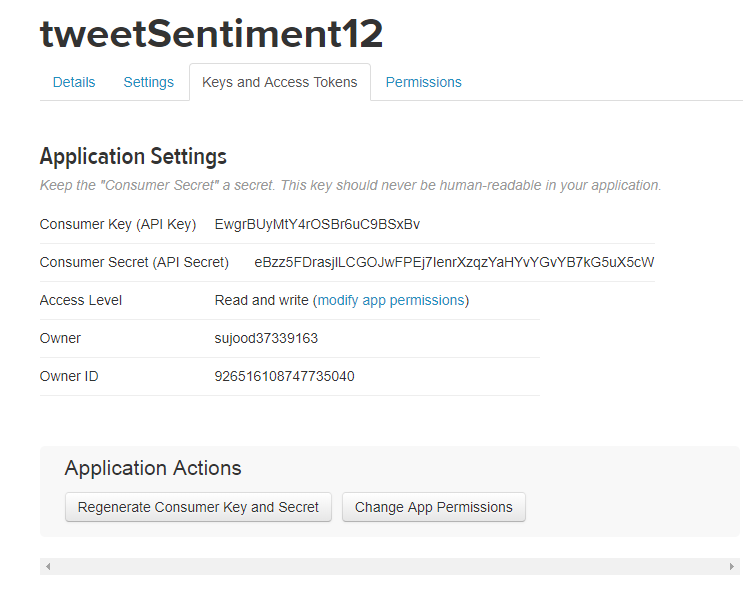 tweetSentiment12
Details Settings Keys and Access Tokens Permissions
Application Settings
Keep the "Consumer Secret" a secret. This key should never be human-readable in your application.
Consumer Key (API Key) EwgrBUyMtY4rOSBr6uC9BSxBv
Consumer Secret (API Secret)
Access Level Read and write (modify app permissions)
Owner sujood37339163
Owner ID 926516108747735040
Application Actions
Regenerate Consumer Key and Secret Change App Permissions